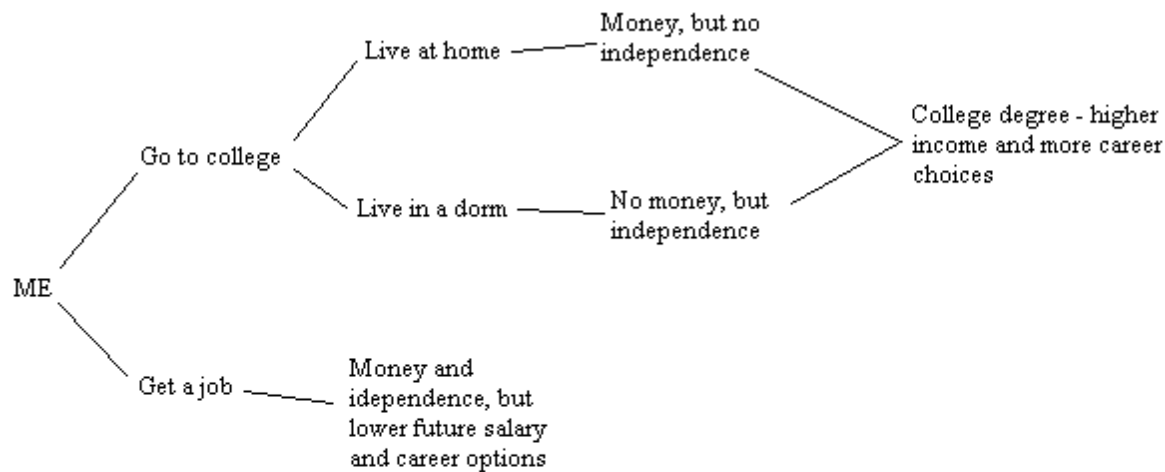 Money, but no
independence
Live at home
College degree - higher
income and more career
choices
Go to college
Live in a dorm
No money, but
independence
ME
Get a job
Money and
idependence, but
lower future salary
and career options